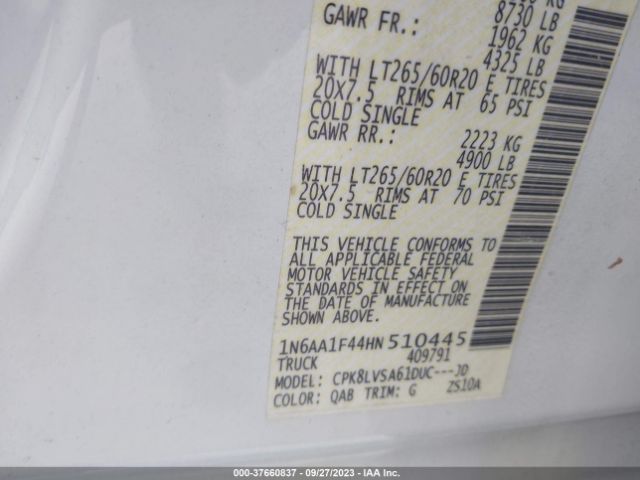 8730 LB
GAWR FR.: 1962 KG
4325 LB
WITH LT265/60R20 E TIRES
20X7.5 RIMS AT 65 PSI
COLD SINGLE
GAWR RR.: 2223 KG
4900 LB
WITH LT265/60R20 E TIRES
20X7.5 RIMS AT 70 PSI
COLD SINGLE
THIS VEHICLE CONFORMS TO
ALL APPLICABLE FEDERAL
MOTOR VEHICLE SAFETY
STANDARDS IN EFFECT ON
THE DATE OF MANUFACTURE
SHOWN ABOVE.
1N6AA1F44HN510445
TRUCK 409791
MODEL: CPK8LVSA61DUC---JD
COLOR: QAB TRIM: G ZS10A
000-37660837 / 09/27/2023 / IAA Inc.